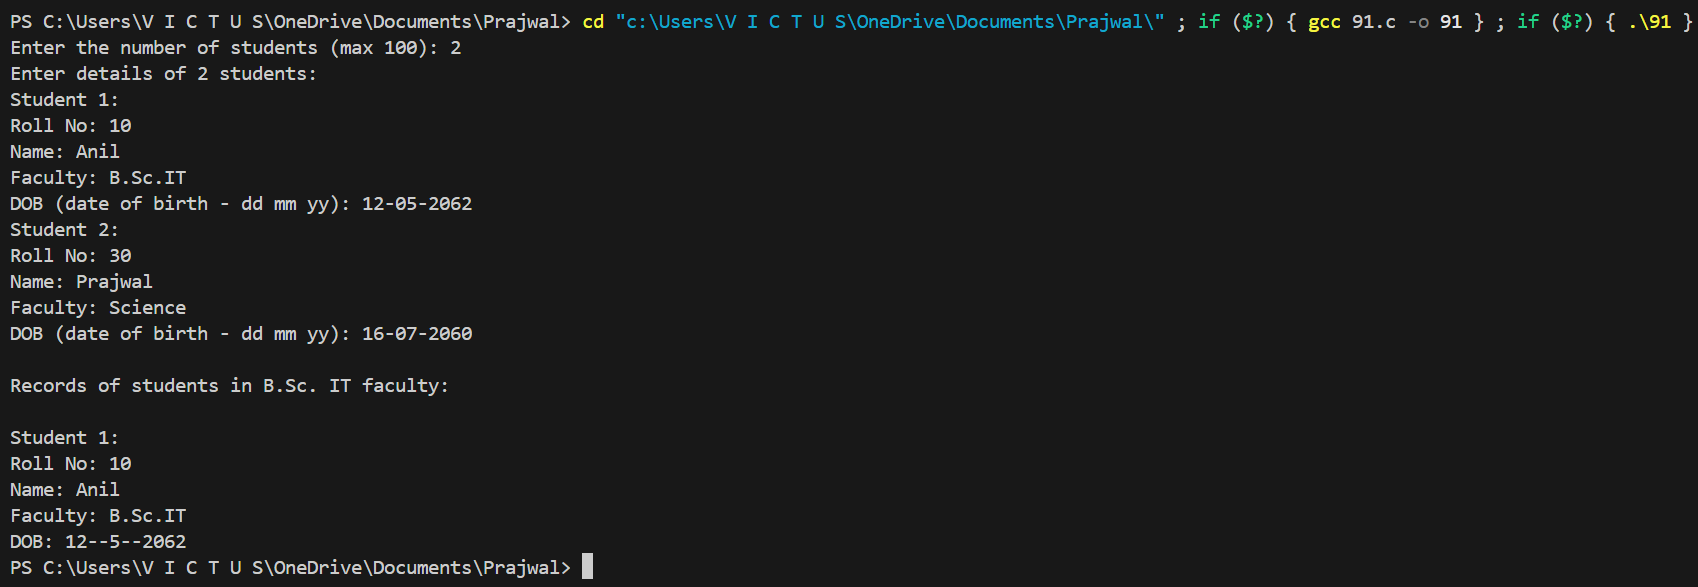 PS C:\Users\V I C T U S\OneDrive\Documents\Prajwal> cd "c:\Users\V I C T U S\OneDrive\Documents\Prajwal\" ; if ($?) { gcc 91.c -o 91 } ; if ($?) { .\91 }
Enter the number of students (max 100): 2
Enter details of 2 students:
Student 1:
Roll No: 10
Name: Anil
Faculty: B.Sc.IT
DOB (date of birth - dd mm yy): 12-05-2062
Student 2:
Roll No: 30
Name: Prajwal
Faculty: Science
DOB (date of birth - dd mm yy): 16-07-2060
Records of students in B.Sc. IT faculty:
Student 1:
Roll No: 10
Name: Anil
Faculty: B.Sc.IT
DOB: 12--5--2062
PS C:\Users\V I C T U S\OneDrive\Documents\Prajwal>